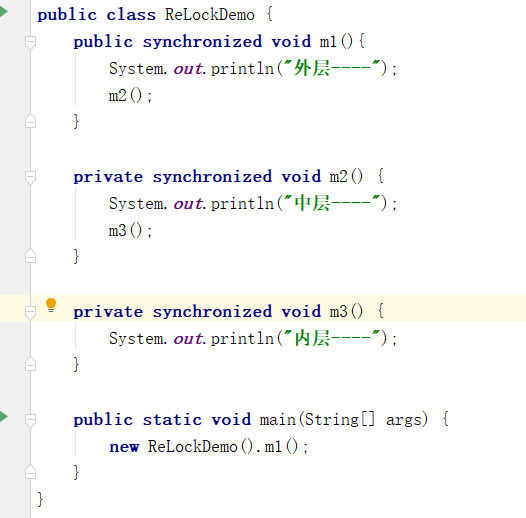 public class ReLockDemo {
public synchronized void m1(){
System.out.println("外层----");
m2();
}
private synchronized void m2() {
System.out.println("中层----");
m3();
}
private synchronized void m3() {
System.out.println("内层----");
}
public static void main(String[] args) {
new ReLockDemo().m1();
}
}